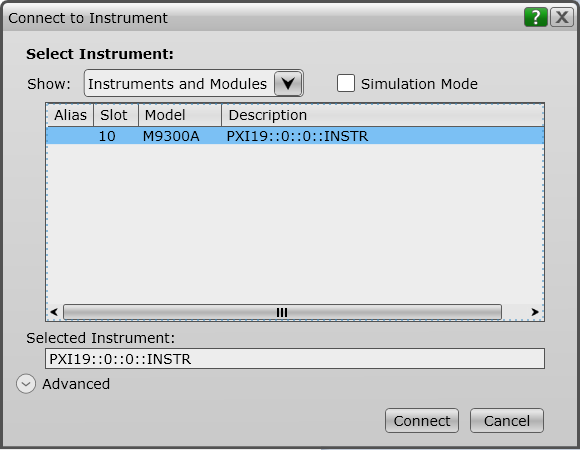 Connect to Instrument
?
X
Select Instrument:
Show: Instruments and Modules Simulation Mode
Alias Slot Model Description
10 M9300A PXI19::0::0::INSTR
Selected Instrument:
PXI19::0::0::INSTR
Advanced
Connect Cancel